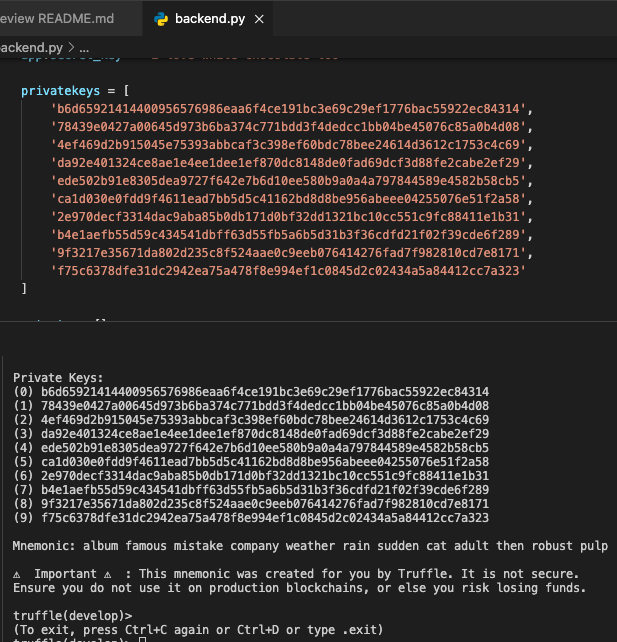 eview README.md
backend.py ×
ackend.py > ...
privatekeys = [
'b6d65921414400956576986eaa6f4ce191bc3e69c29ef1776bac55922ec84314',
'78439e0427a00645d973b6ba374c771bdd3f4dedcc1bb04be45076c85a0b4d08',
'4ef469d2b915045e75393abbcaf3c398ef60bdc78bee24614d3612c1753c4c69',
'da92e401324ce8ae1e4ee1dee1ef870dc8148de0fad69dcf3d88fe2cabe2ef29',
'ede502b91e8305dea9727f642e7b6d10ee580b9a0a4a797844589e4582b58cb5',
'ca1d030e0fdd9f4611ead7bb5d5c41162bd8d8be956abeee04255076e51f2a58',
'2e970decf3314dac9aba85b0db171d0bf32dd1321bc10cc551c9fc88411e1b31',
'b4e1aefb55d59c434541dbff63d55fb5a6b5d31b3f36cdfd21f02f39cde6f289',
'9f3217e35671da802d235c8f524aae0c9eeb076414276fad7f982810cd7e8171',
'f75c6378dfe31dc2942ea75a478f8e994ef1c0845d2c02434a5a84412cc7a323'
]
Private Keys:
(0) b6d65921414400956576986eaa6f4ce191bc3e69c29ef1776bac55922ec84314
(1) 78439e0427a00645d973b6ba374c771bdd3f4dedcc1bb04be45076c85a0b4d08
(2) 4ef469d2b915045e75393abbcaf3c398ef60bdc78bee24614d3612c1753c4c69
(3) da92e401324ce8ae1e4ee1dee1ef870dc8148de0fad69dcf3d88fe2cabe2ef29
(4) ede502b91e8305dea9727f642e7b6d10ee580b9a0a4a797844589e4582b58cb5
(5) ca1d030e0fdd9f4611ead7bb5d5c41162bd8d8be956abeee04255076e51f2a58
(6) 2e970decf3314dac9aba85b0db171d0bf32dd1321bc10cc551c9fc88411e1b31
(7) b4e1aefb55d59c434541dbff63d55fb5a6b5d31b3f36cdfd21f02f39cde6f289
(8) 9f3217e35671da802d235c8f524aae0c9eeb076414276fad7f982810cd7e8171
(9) f75c6378dfe31dc2942ea75a478f8e994ef1c0845d2c02434a5a84412cc7a323
Mnemonic: album famous mistake company weather rain sudden cat adult then robust pulp
⚠ Important ⚠ : This mnemonic was created for you by Truffle. It is not secure.
Ensure you do not use it on production blockchains, or else you risk losing funds.
truffle(develop)>
(To exit, press Ctrl+C again or Ctrl+D or type .exit)
truffle(develop)>